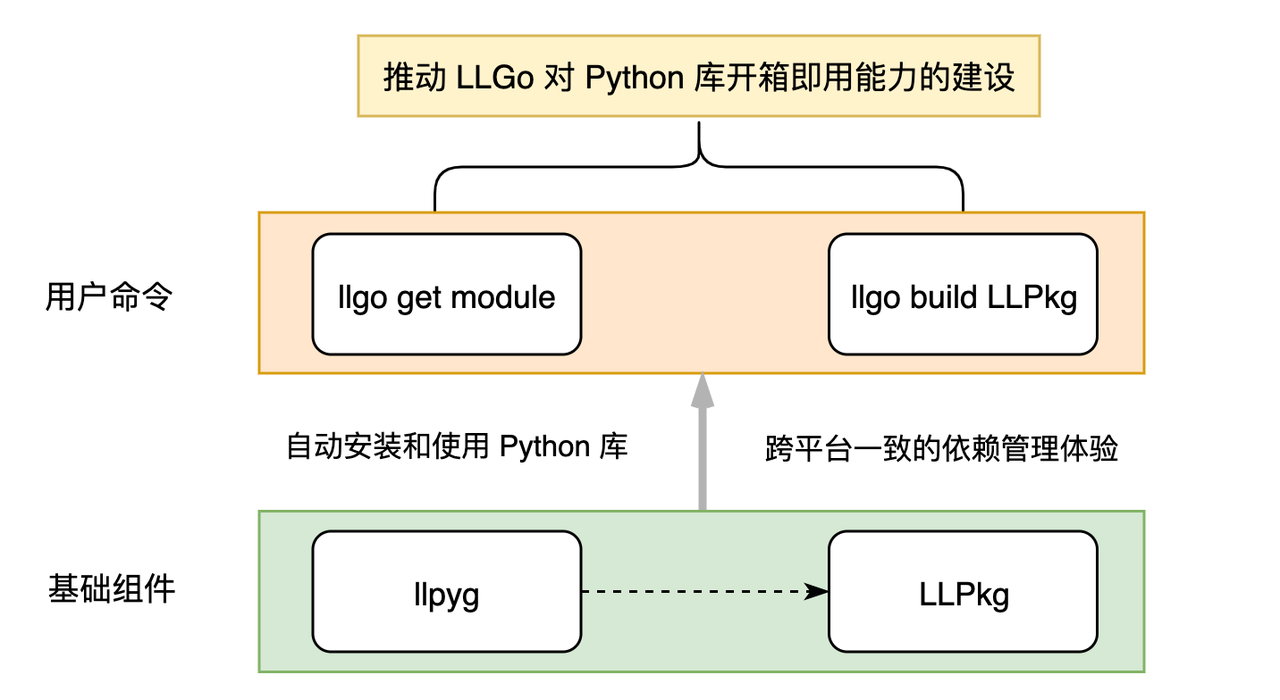 推动 LLGo 对 Python 库开箱即用能力的建设
用户命令
llgo get module
llgo build LLPkg
自动安装和使用 Python 库
跨平台一致的依赖管理体验
基础组件
llpyg
LLPkg